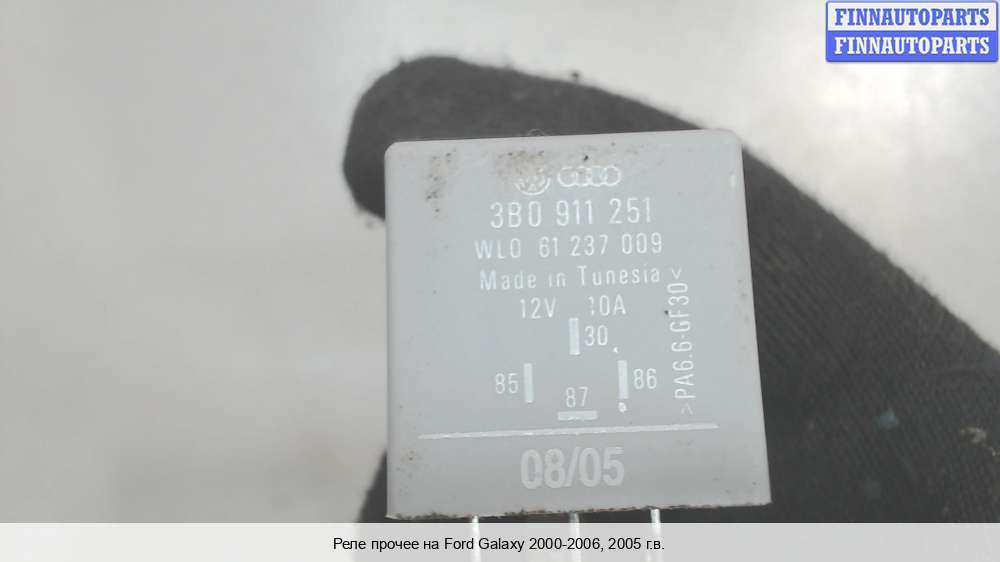 FINNAUTOPARTS
FINNAUTOPARTS
3B0 911 251
WL0 61 237 009
Made in Tunesia
12V 10A
30
85
86
87
>PA6.6-GF30<
08/05
Реле прочее на Ford Galaxy 2000-2006, 2005 г.в.